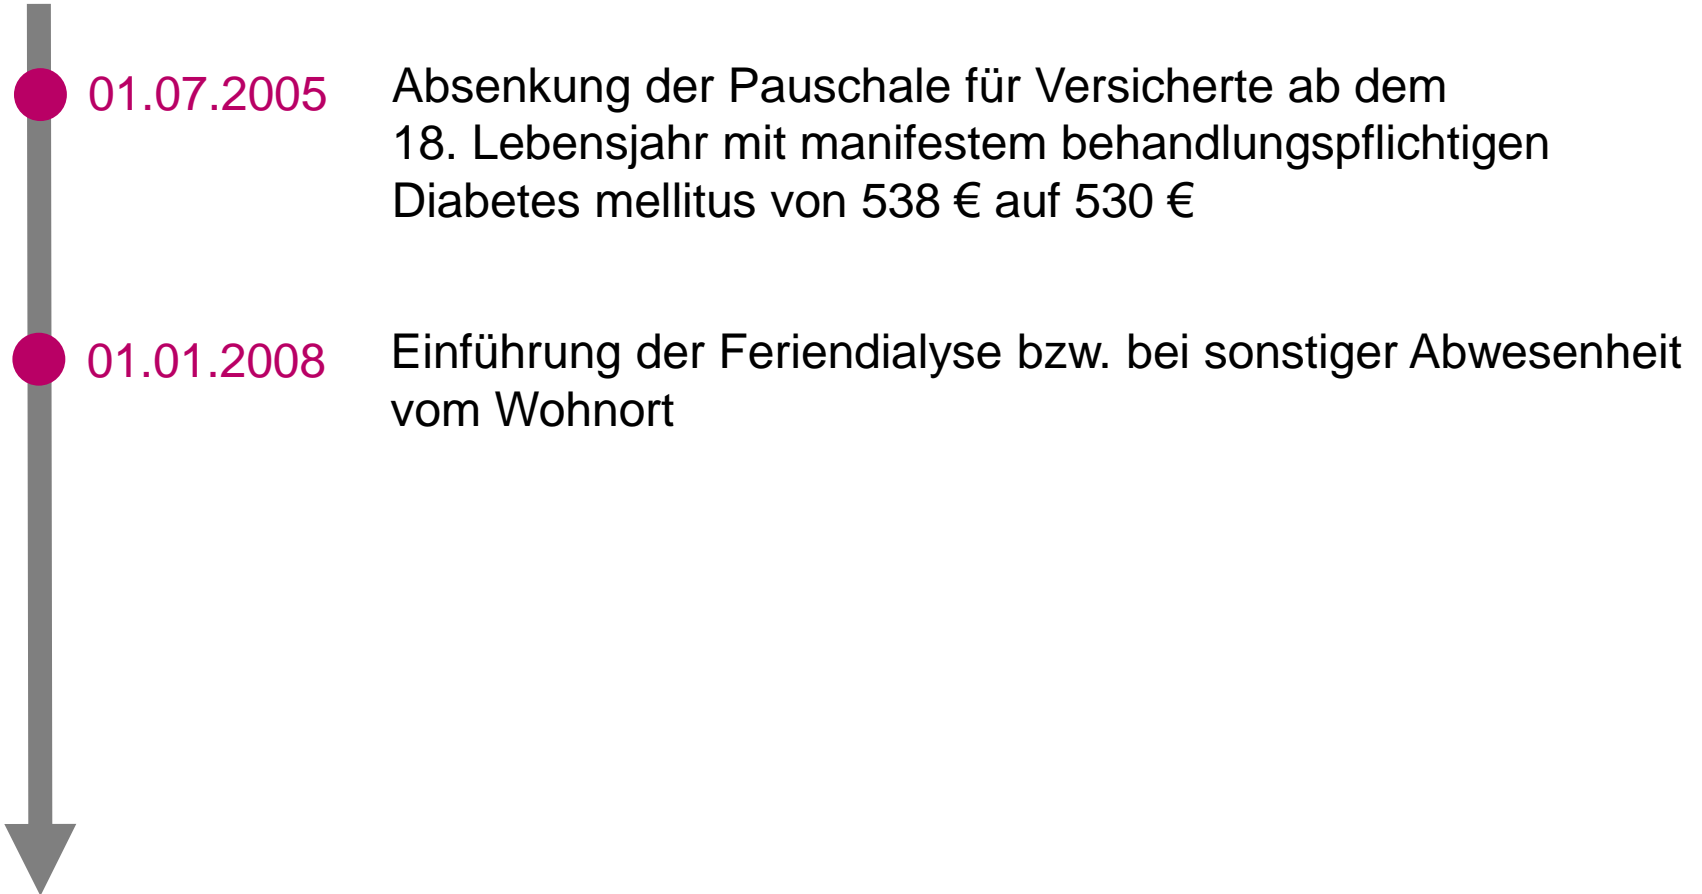 01.07.2005
Absenkung der Pauschale für Versicherte ab dem
18. Lebensjahr mit manifestem behandlungspflichtigen
Diabetes mellitus von 538 € auf 530 €
01.01.2008
Einführung der Feriendialyse bzw. bei sonstiger Abwesenheit
vom Wohnort